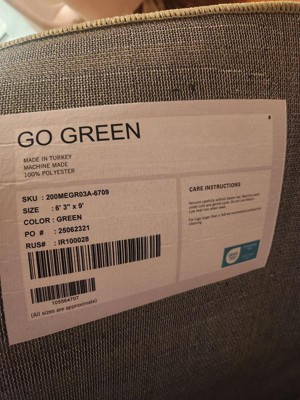 GO GREEN
MADE IN TURKEY
MACHINE MADE
100% POLYESTER
SKU : 200MEGR03A-6709
SIZE : 6' 3" x 9'
COLOR : GREEN
PO # : 25062321
RUS# : IR100028
105564707
(All sizes are approximate)
CARE INSTRUCTIONS